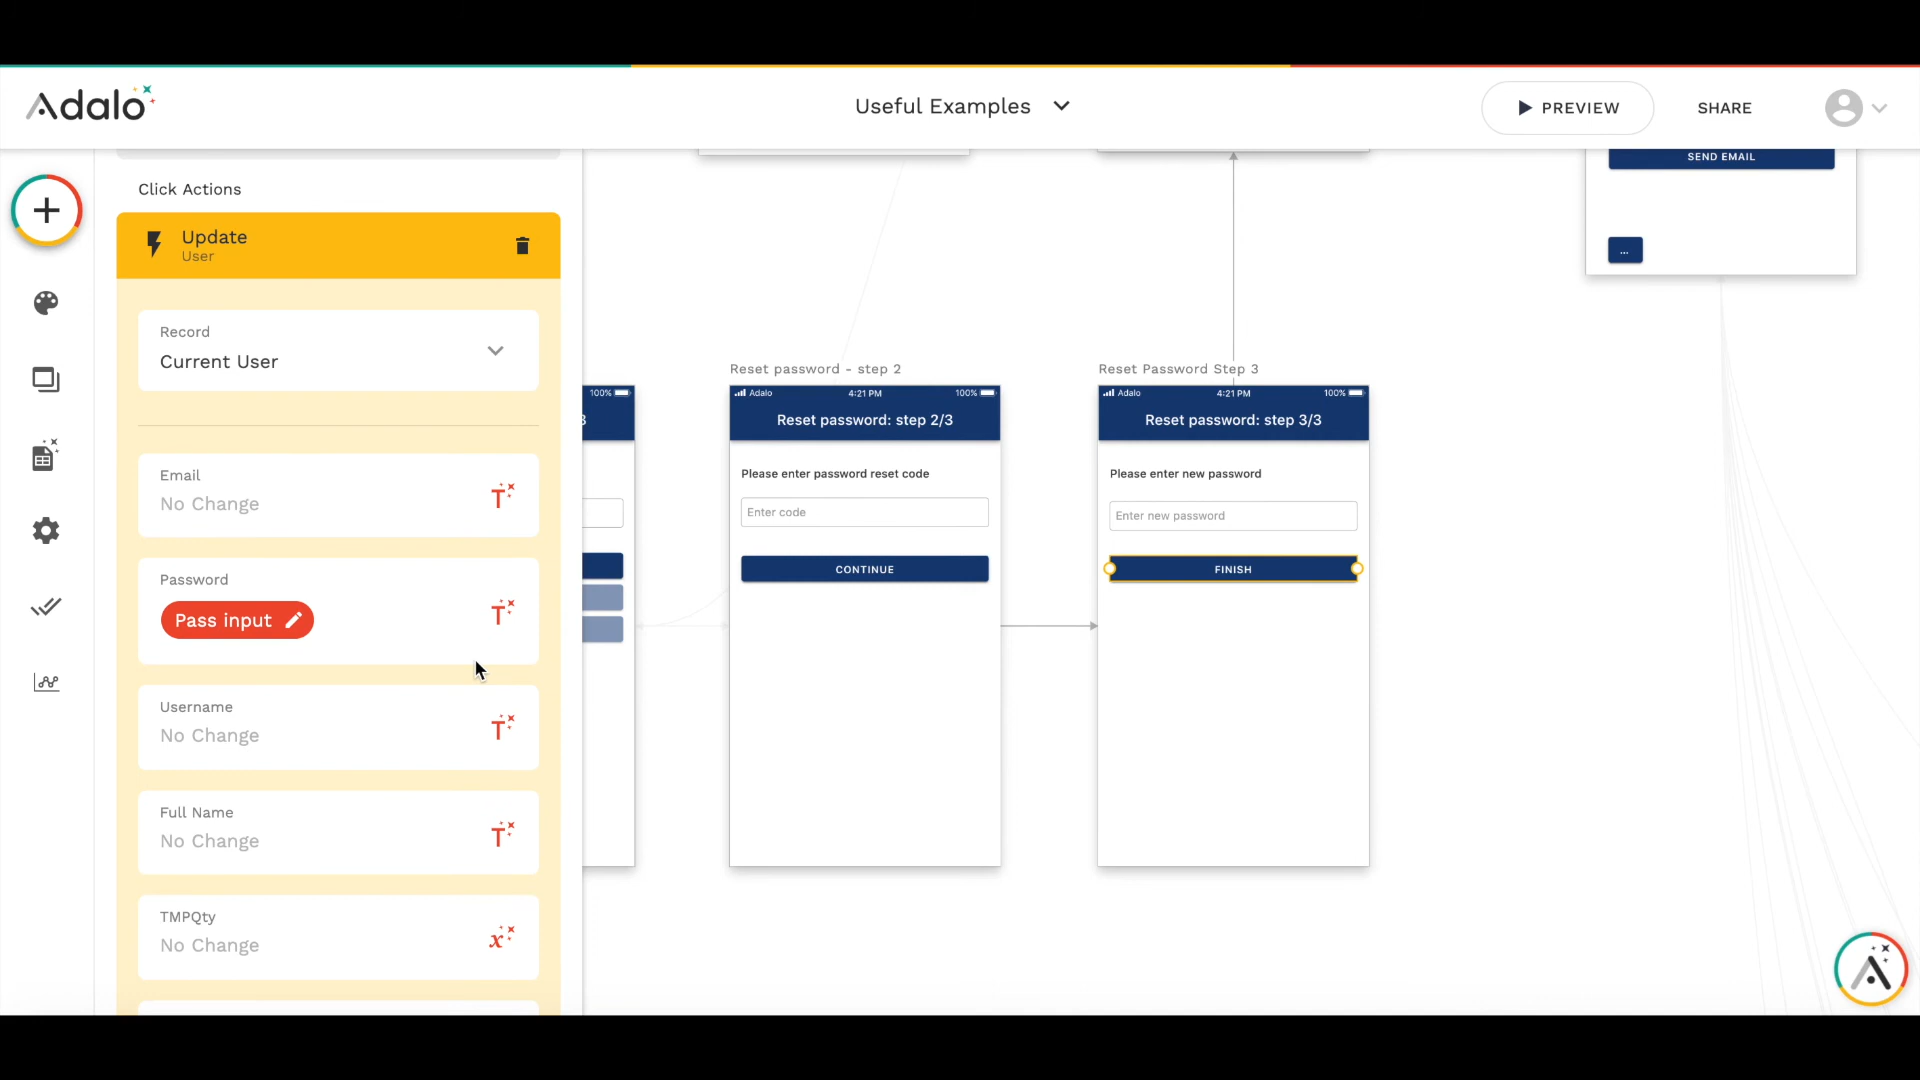 Adalo
Useful Examples
PREVIEW
SHARE
Click Actions
Update
User
Record
Current User
Email
No Change
Password
Pass input
Username
No Change
Full Name
No Change
TMPQty
No Change
100%
3
Reset password - step 2
Adalo 4:21 PM 100%
Reset password: step 2/3
Please enter password reset code
Enter code
CONTINUE
Reset Password Step 3
Adalo 4:21 PM 100%
Reset password: step 3/3
Please enter new password
Enter new password
FINISH
SEND EMAIL
...